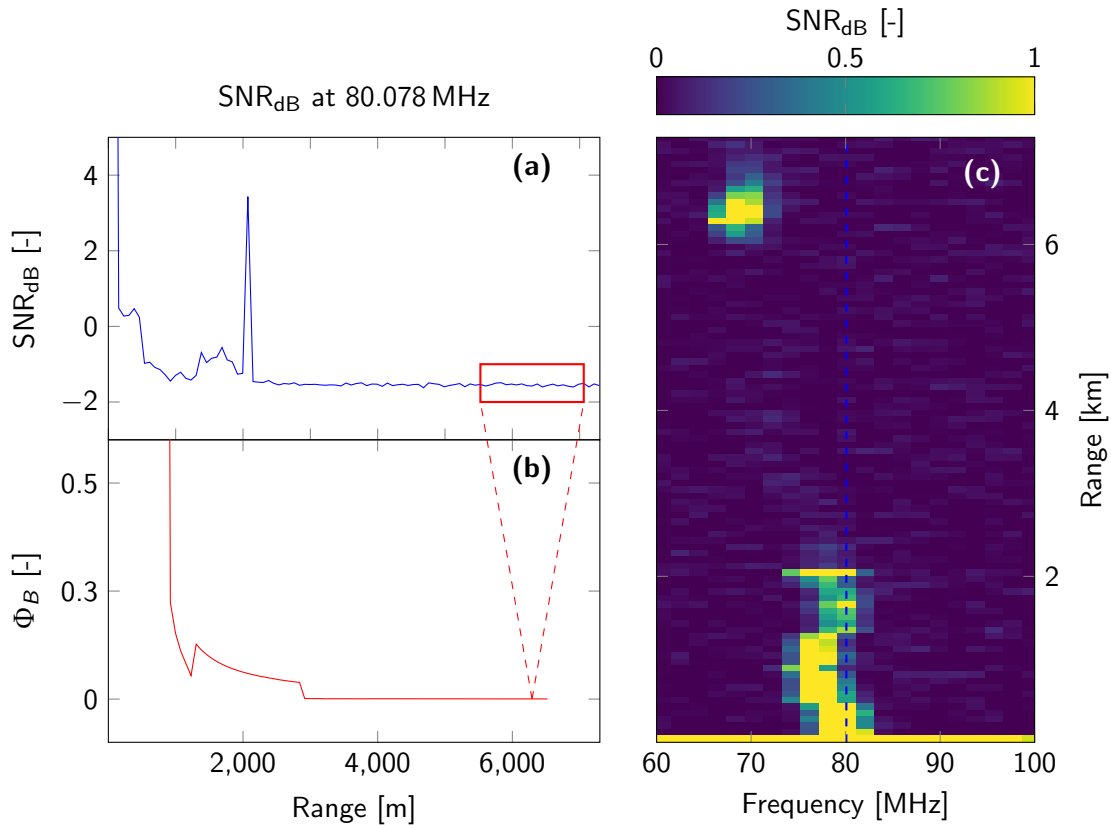 SNR_dB [-]
0 0.5 1
SNR_dB at 80.078 MHz
(a)
4
2
0
−2
SNR_dB [-]
(b)
0.5
0.3
0
Φ_B [-]
2,000 4,000 6,000
Range [m]
(c)
6
4
2
Range [km]
60 70 80 90 100
Frequency [MHz]